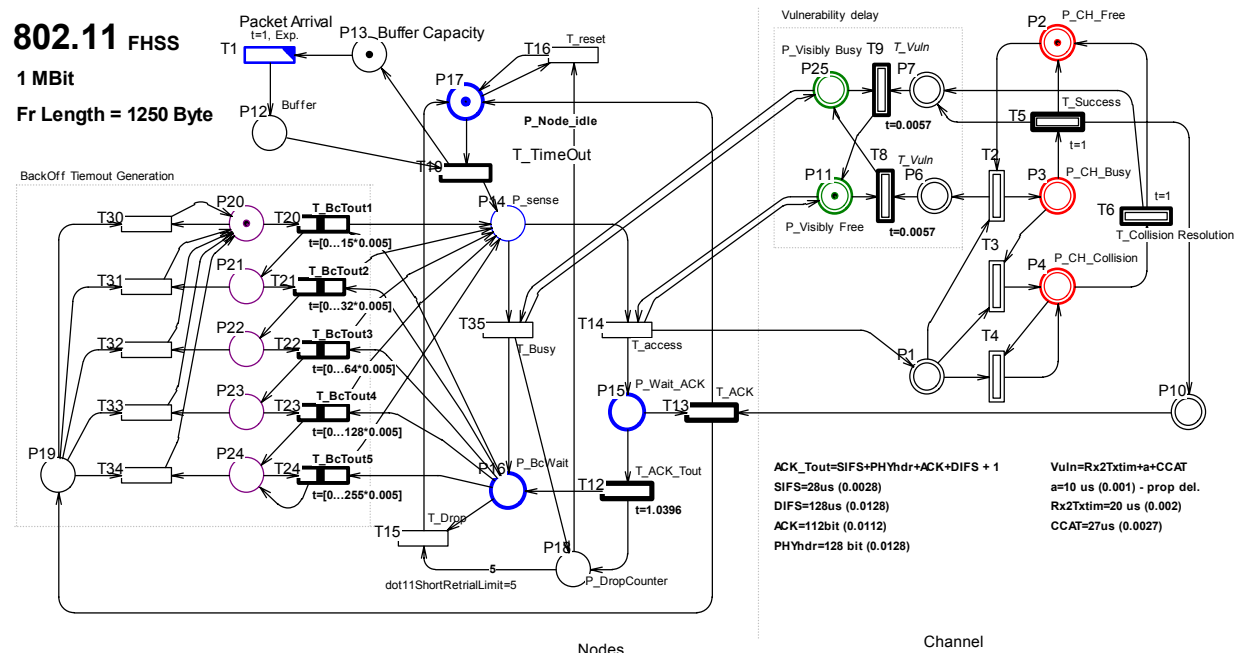 802.11 FHSS
1 MBit
Fr Length = 1250 Byte
Packet Arrival
t=1, Exp.
T1
P13 Buffer Capacity
P12
Buffer
T16
T_reset
P17
P_Node_idle
T10
T_TimeOut
P14
P_sense
BackOff Tiemout Generation
T30
P20
T20
T_BcTout1
t=[0...15*0.005]
T31
P21
T21
T_BcTout2
t=[0...32*0.005]
T32
P22
T22
T_BcTout3
t=[0...64*0.005]
T33
P23
T23
T_BcTout4
t=[0...128*0.005]
P19
T34
P24
T24
T_BcTout5
t=[0...255*0.005]
T35
T_Busy
T14
T_access
P15
P_Wait_ACK
T13
T_ACK
P16
P_BcWait
T12
T_ACK_Tout
t=1.0396
T15
T_Drop
5
P18
P_DropCounter
dot11ShortRetrialLimit=5
Nodes
Vulnerability delay
P_Visibly Busy
P25
T9
T_Vuln
P7
t=0.0057
P11
P_Visibly Free
T8
T_Vuln
P6
t=0.0057
P2
P_CH_Free
T5
T_Success
t=1
T2
P3
P_CH_Busy
T6
t=1
T_Collision Resolution
T3
P4
P_CH_Collision
T4
P1
P10
ACK_Tout=SIFS+PHYhdr+ACK+DIFS + 1
SIFS=28us (0.0028)
DIFS=128us (0.0128)
ACK=112bit (0.0112)
PHYhdr=128 bit (0.0128)
Vuln=Rx2Txtim+a+CCAT
a=10 us (0.001) - prop del.
Rx2Txtim=20 us (0.002)
CCAT=27us (0.0027)
Channel